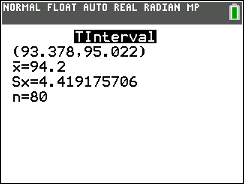 NORMAL FLOAT AUTO REAL RADIAN MP
TInterval
(93.378,95.022)
x̄=94.2
Sx=4.419175706
n=80